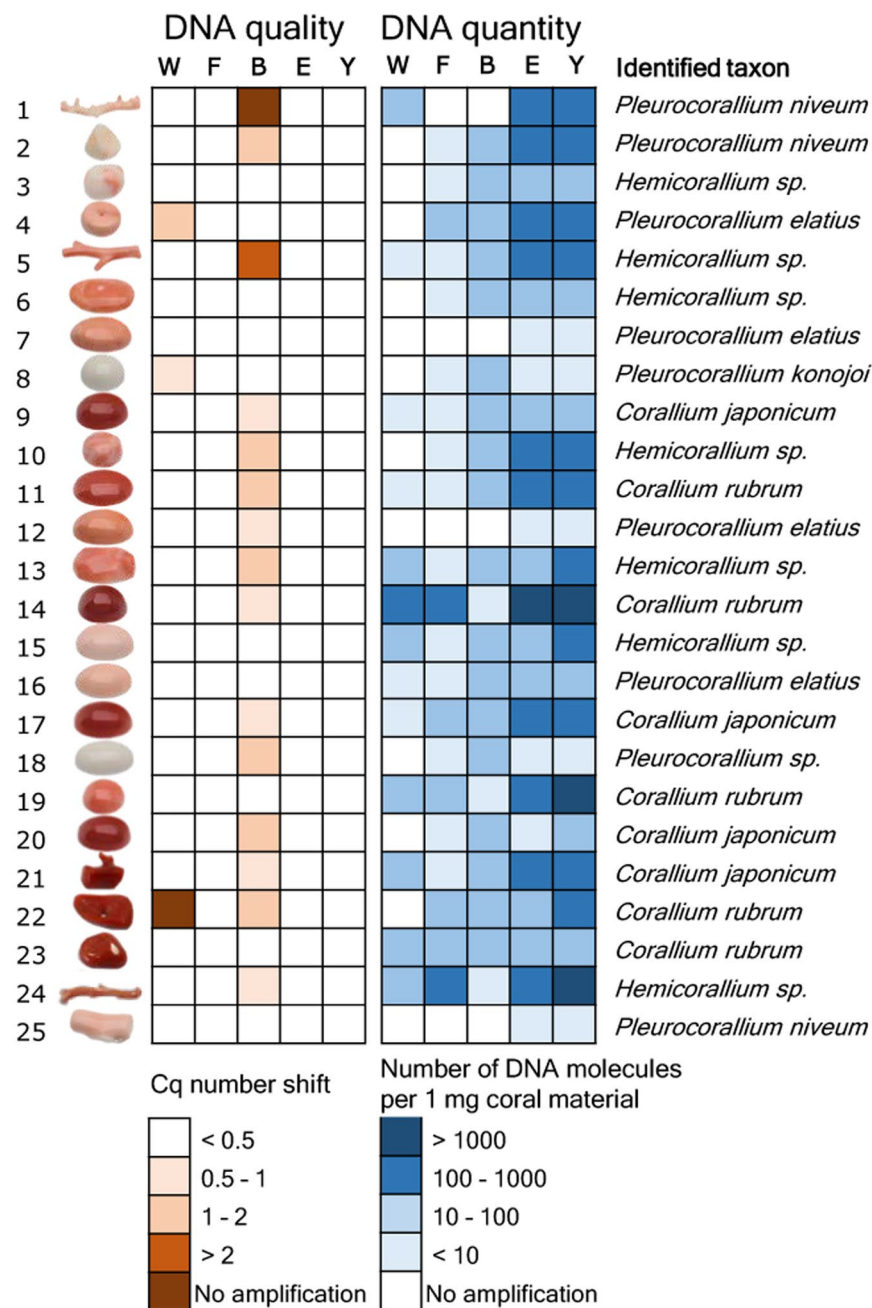 DNA quality DNA quantity
W F B E Y W F B E Y Identified taxon
1 Pleurocorallium niveum
2 Pleurocorallium niveum
3 Hemicorallium sp.
4 Pleurocorallium elatius
5 Hemicorallium sp.
6 Hemicorallium sp.
7 Pleurocorallium elatius
8 Pleurocorallium konojoi
9 Corallium japonicum
10 Hemicorallium sp.
11 Corallium rubrum
12 Pleurocorallium elatius
13 Hemicorallium sp.
14 Corallium rubrum
15 Hemicorallium sp.
16 Pleurocorallium elatius
17 Corallium japonicum
18 Pleurocorallium sp.
19 Corallium rubrum
20 Corallium japonicum
21 Corallium japonicum
22 Corallium rubrum
23 Corallium rubrum
24 Hemicorallium sp.
25 Pleurocorallium niveum
Cq number shift
< 0.5
0.5 - 1
1 - 2
> 2
No amplification
Number of DNA molecules
per 1 mg coral material
> 1000
100 - 1000
10 - 100
< 10
No amplification